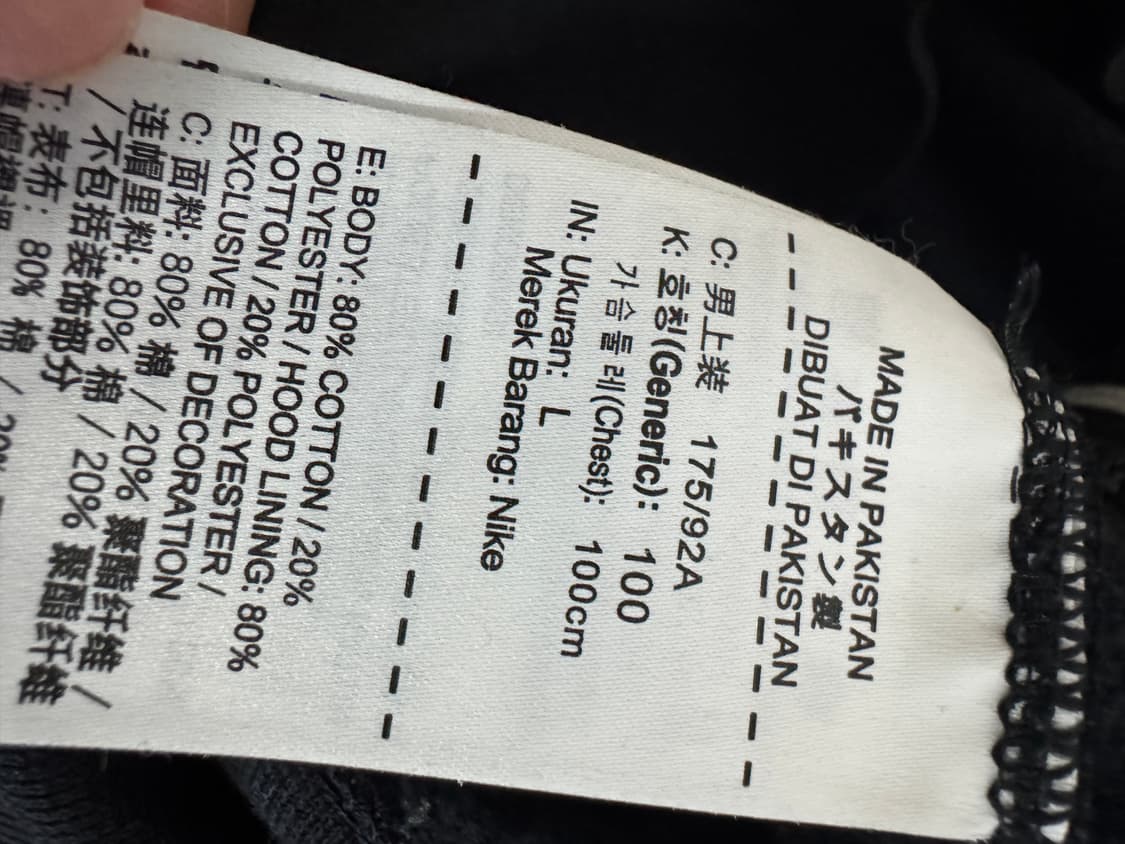 MADE IN PAKISTAN
パキスタン製
DIBUAT DI PAKISTAN
C: 男上装 175/92A
K: 호칭(Generic): 100
가슴둘레(Chest): 100cm
IN: Ukuran: L
Merek Barang: Nike
E: BODY: 80% COTTON / 20%
POLYESTER / HOOD LINING: 80%
COTTON / 20% POLYESTER /
EXCLUSIVE OF DECORATION
C: 面料: 80% 棉 / 20% 聚酯纤维 /
连帽里料: 80% 棉 / 20% 聚酯纤维
/ 不包括装饰部分
T: 表布: 80% 棉 / 20%